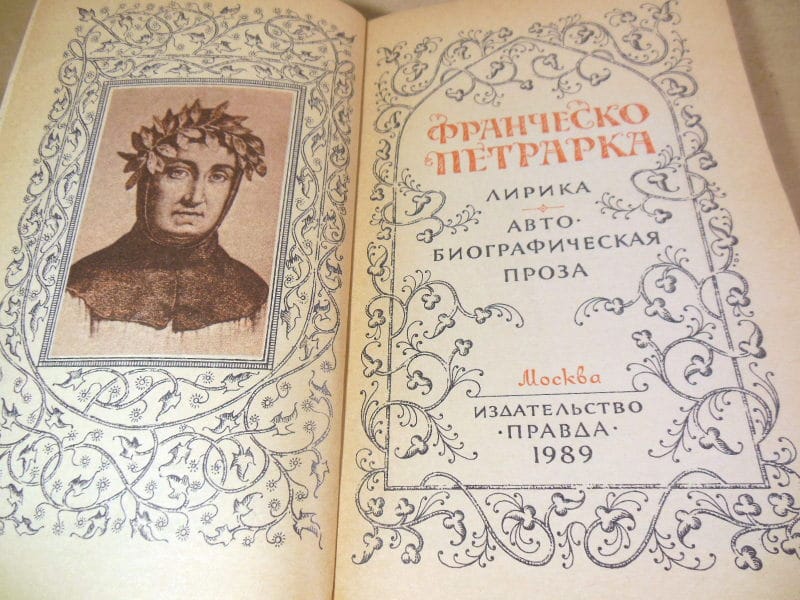 ФРАНЧЕСКО
ПЕТРАРКА
ЛИРИКА
АВТО·
БИОГРАФИЧЕСКАЯ
ПРОЗА
Москва
ИЗДАТЕЛЬСТВО
·ПРАВДА·
1989